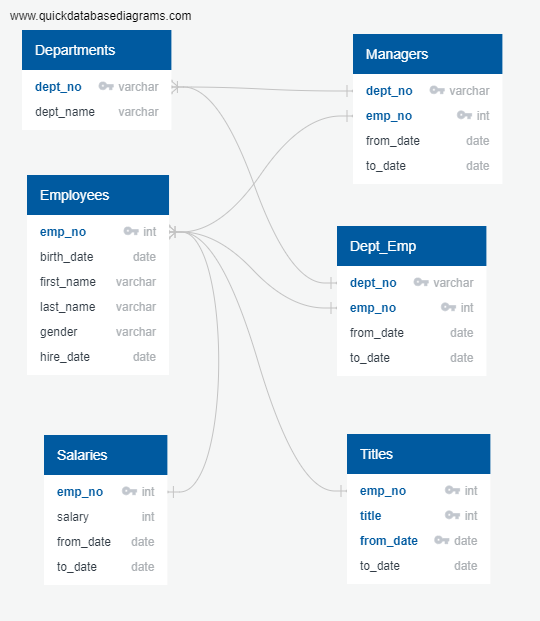 www.quickdatabasediagrams.com
Departments
dept_no varchar
dept_name varchar
Managers
dept_no varchar
emp_no int
from_date date
to_date date
Employees
emp_no int
birth_date date
first_name varchar
last_name varchar
gender varchar
hire_date date
Dept_Emp
dept_no varchar
emp_no int
from_date date
to_date date
Salaries
emp_no int
salary int
from_date date
to_date date
Titles
emp_no int
title int
from_date date
to_date date